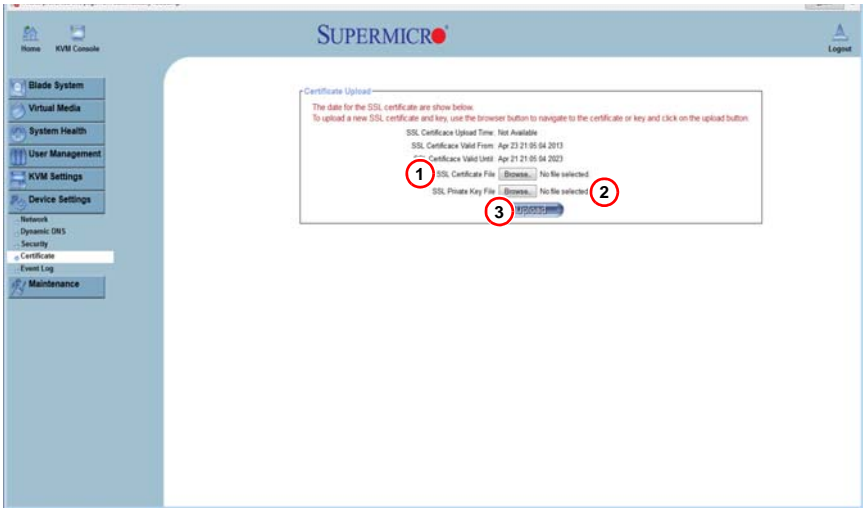 Home
KVM Console
SUPERMICRO
Logout
Blade System
Virtual Media
System Health
User Management
KVM Settings
Device Settings
Network
Dynamic DNS
Security
Certificate
Event Log
Maintenance
Certificate Upload
The date for the SSL certificate are show below.
To upload a new SSL certificate and key, use the browser button to navigate to the certificate or key and click on the upload button.
SSL Certificace Upload Time: Not Available
SSL Certificace Valid From: Apr 23 21:05:04 2013
SSL Certificace Valid Until: Apr 21 21:05:04 2023
1 SSL Certificate File Browse.. No file selected.
SSL Private Key File Browse.. No file selected. 2
3 Upload